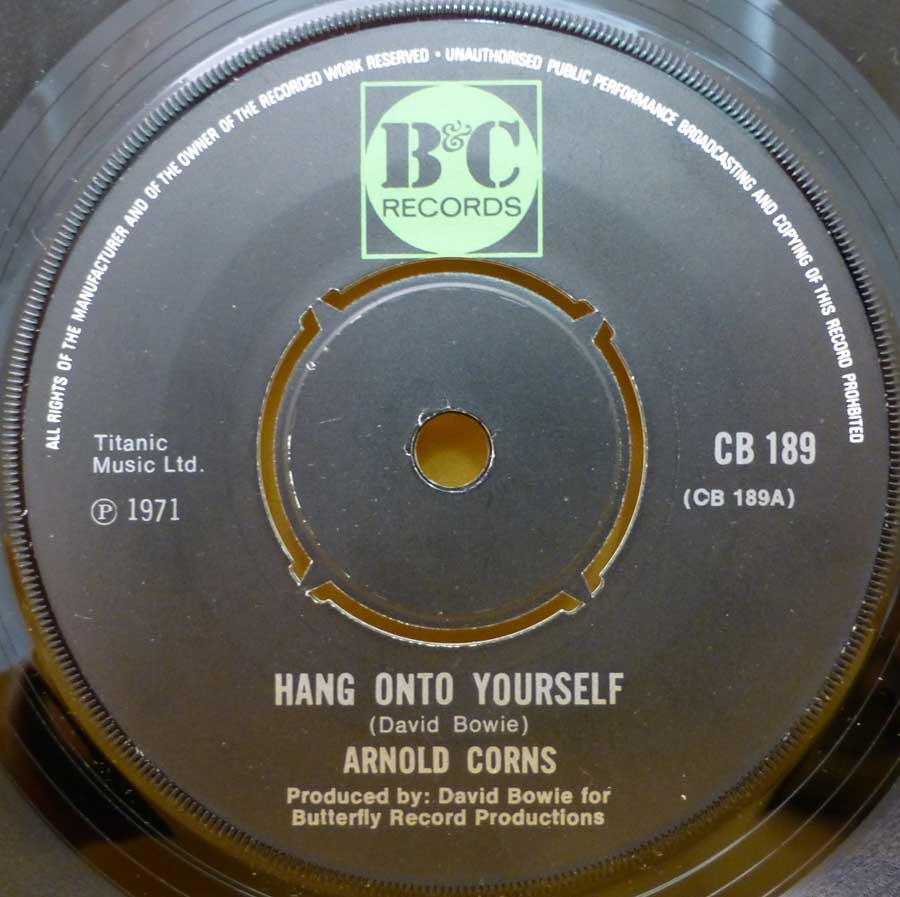 ALL RIGHTS OF THE MANUFACTURER AND OF THE OWNER OF THE RECORDED WORK RESERVED • UNAUTHORISED PUBLIC PERFORMANCE BROADCASTING AND COPYING OF THIS RECORD PROHIBITED
B&C
RECORDS
Titanic
Music Ltd.
℗ 1971
CB 189
(CB 189A)
HANG ONTO YOURSELF
(David Bowie)
ARNOLD CORNS
Produced by: David Bowie for
Butterfly Record Productions